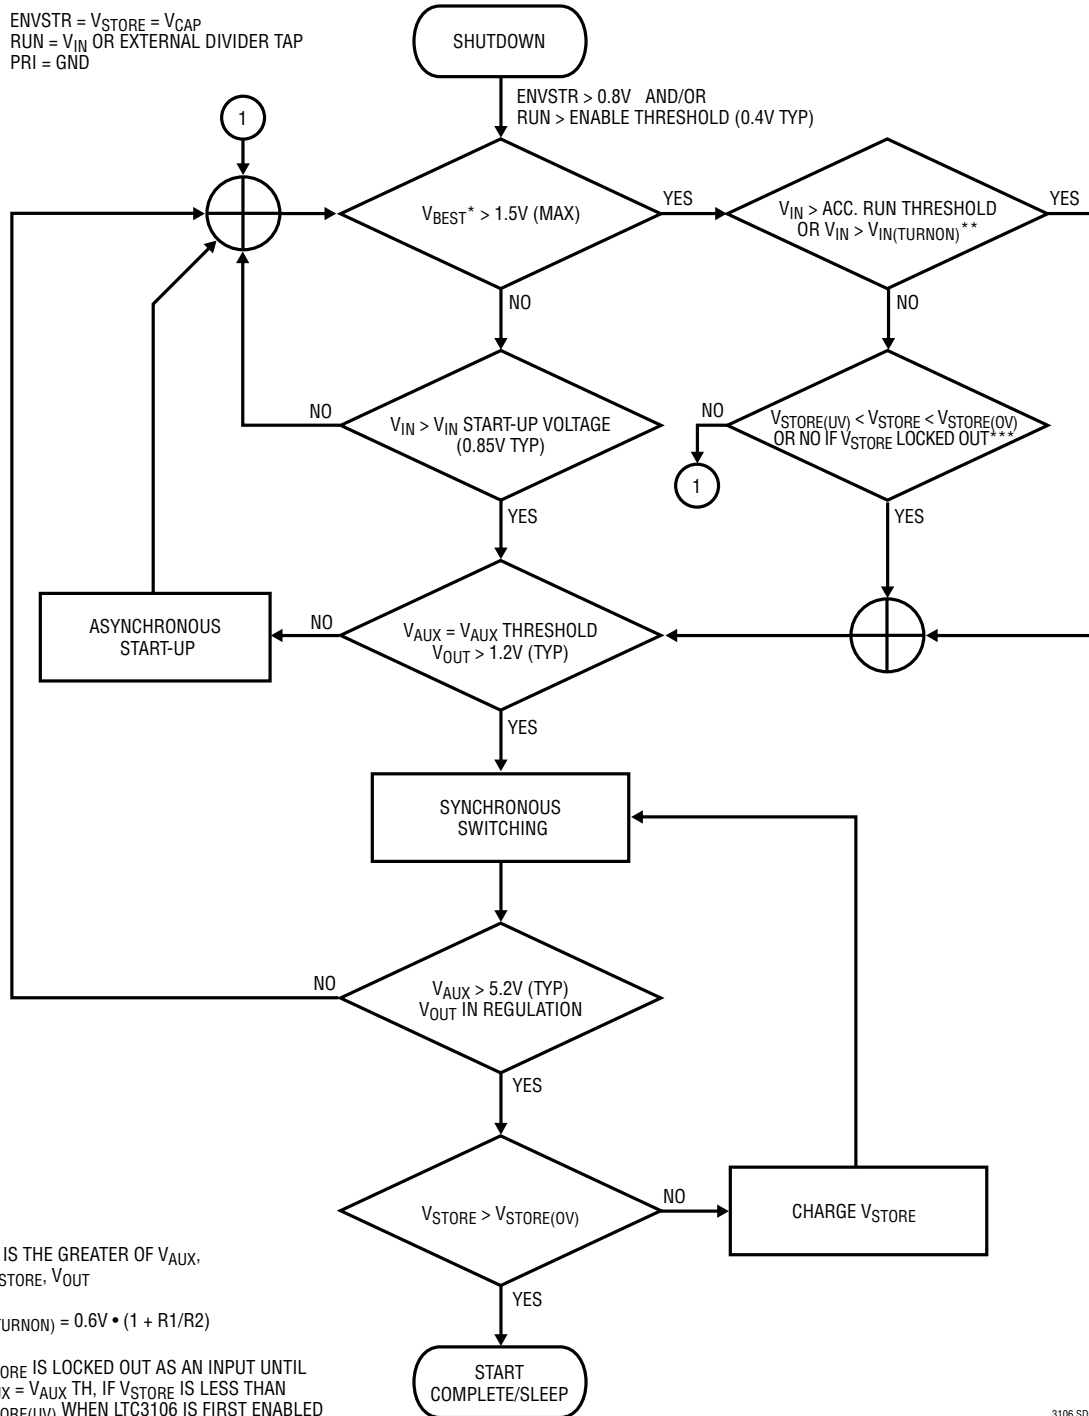 ENVSTR = VSTORE = VCAP
RUN = VIN OR EXTERNAL DIVIDER TAP
PRI = GND
SHUTDOWN
ENVSTR > 0.8V AND/OR
RUN > ENABLE THRESHOLD (0.4V TYP)
1
VBEST* > 1.5V (MAX)
YES
VIN > ACC. RUN THRESHOLD
OR VIN > VIN(TURNON)**
YES
NO
NO
NO
VIN > VIN START-UP VOLTAGE
(0.85V TYP)
NO
VSTORE(UV) < VSTORE < VSTORE(OV)
OR NO IF VSTORE LOCKED OUT***
1
YES
YES
ASYNCHRONOUS
START-UP
NO
VAUX = VAUX THRESHOLD
VOUT > 1.2V (TYP)
YES
SYNCHRONOUS
SWITCHING
NO
VAUX > 5.2V (TYP)
VOUT IN REGULATION
YES
VSTORE > VSTORE(OV)
NO
CHARGE VSTORE
IS THE GREATER OF VAUX,
STORE, VOUT
YES
TURNON) = 0.6V • (1 + R1/R2)
ORE IS LOCKED OUT AS AN INPUT UNTIL
UX = VAUX TH, IF VSTORE IS LESS THAN
ORE(UV) WHEN LTC3106 IS FIRST ENABLED
START
COMPLETE/SLEEP
3106 SD